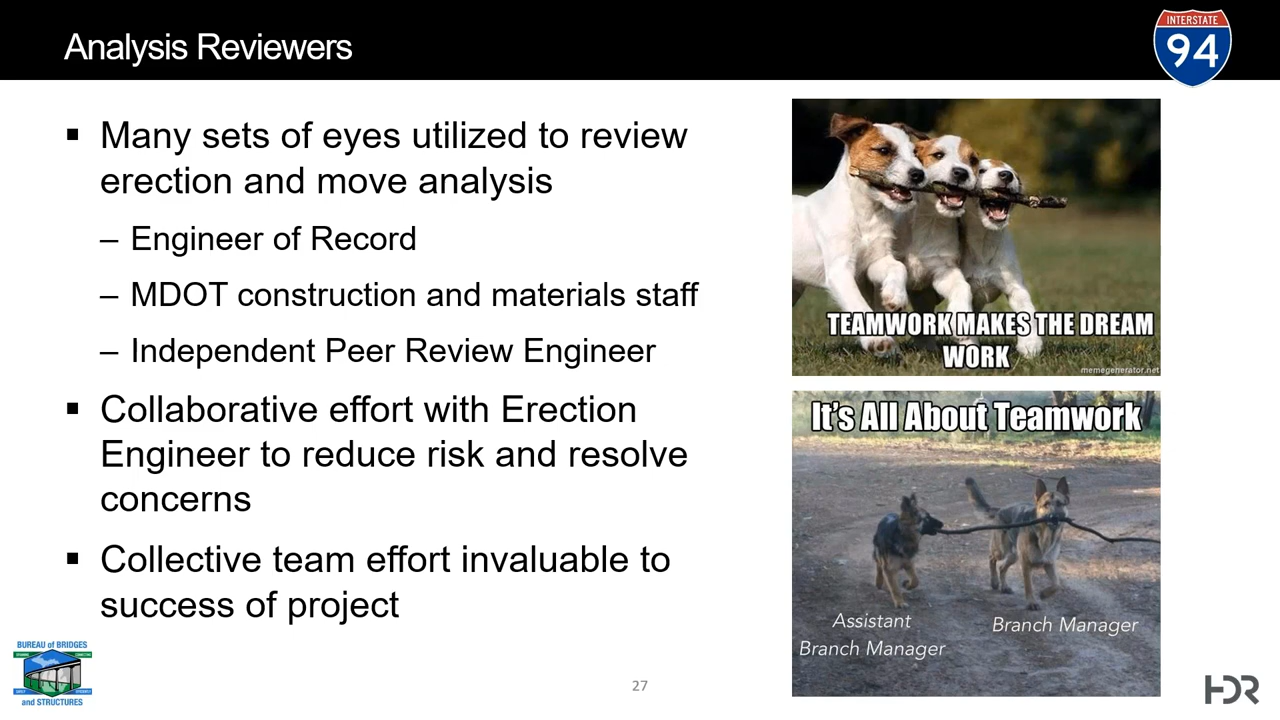 Analysis Reviewers
INTERSTATE
94
▪ Many sets of eyes utilized to review
erection and move analysis
– Engineer of Record
– MDOT construction and materials staff
– Independent Peer Review Engineer
▪ Collaborative effort with Erection
Engineer to reduce risk and resolve
concerns
▪ Collective team effort invaluable to
success of project
TEAMWORK MAKES THE DREAM
WORK
memegenerator.net
It's All About Teamwork
Assistant
Branch Manager
Branch Manager
BUREAU of BRIDGES
and STRUCTURES
27
HDR